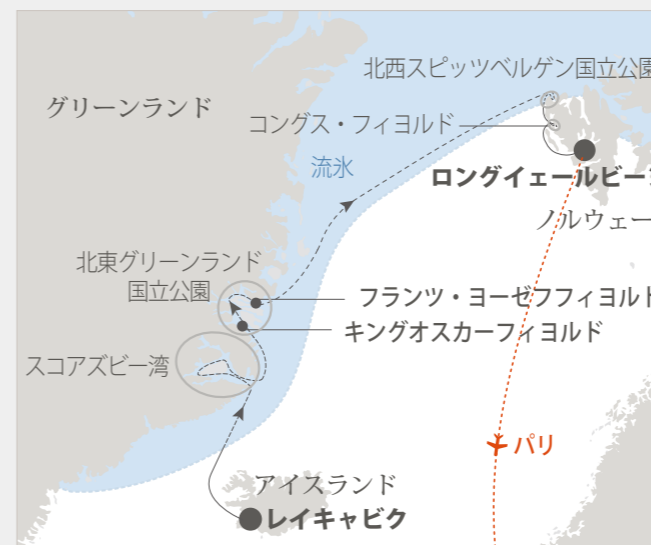 北西スピッツベルゲン国立公園
グリーンランド
コングス・フィヨルド
流氷
ロングイェールビーン
ノルウェー
北東グリーンランド
国立公園
フランツ・ヨーゼフフィヨルド
キングオスカーフィヨルド
スコアズビー湾
パリ
アイスランド
レイキャビク